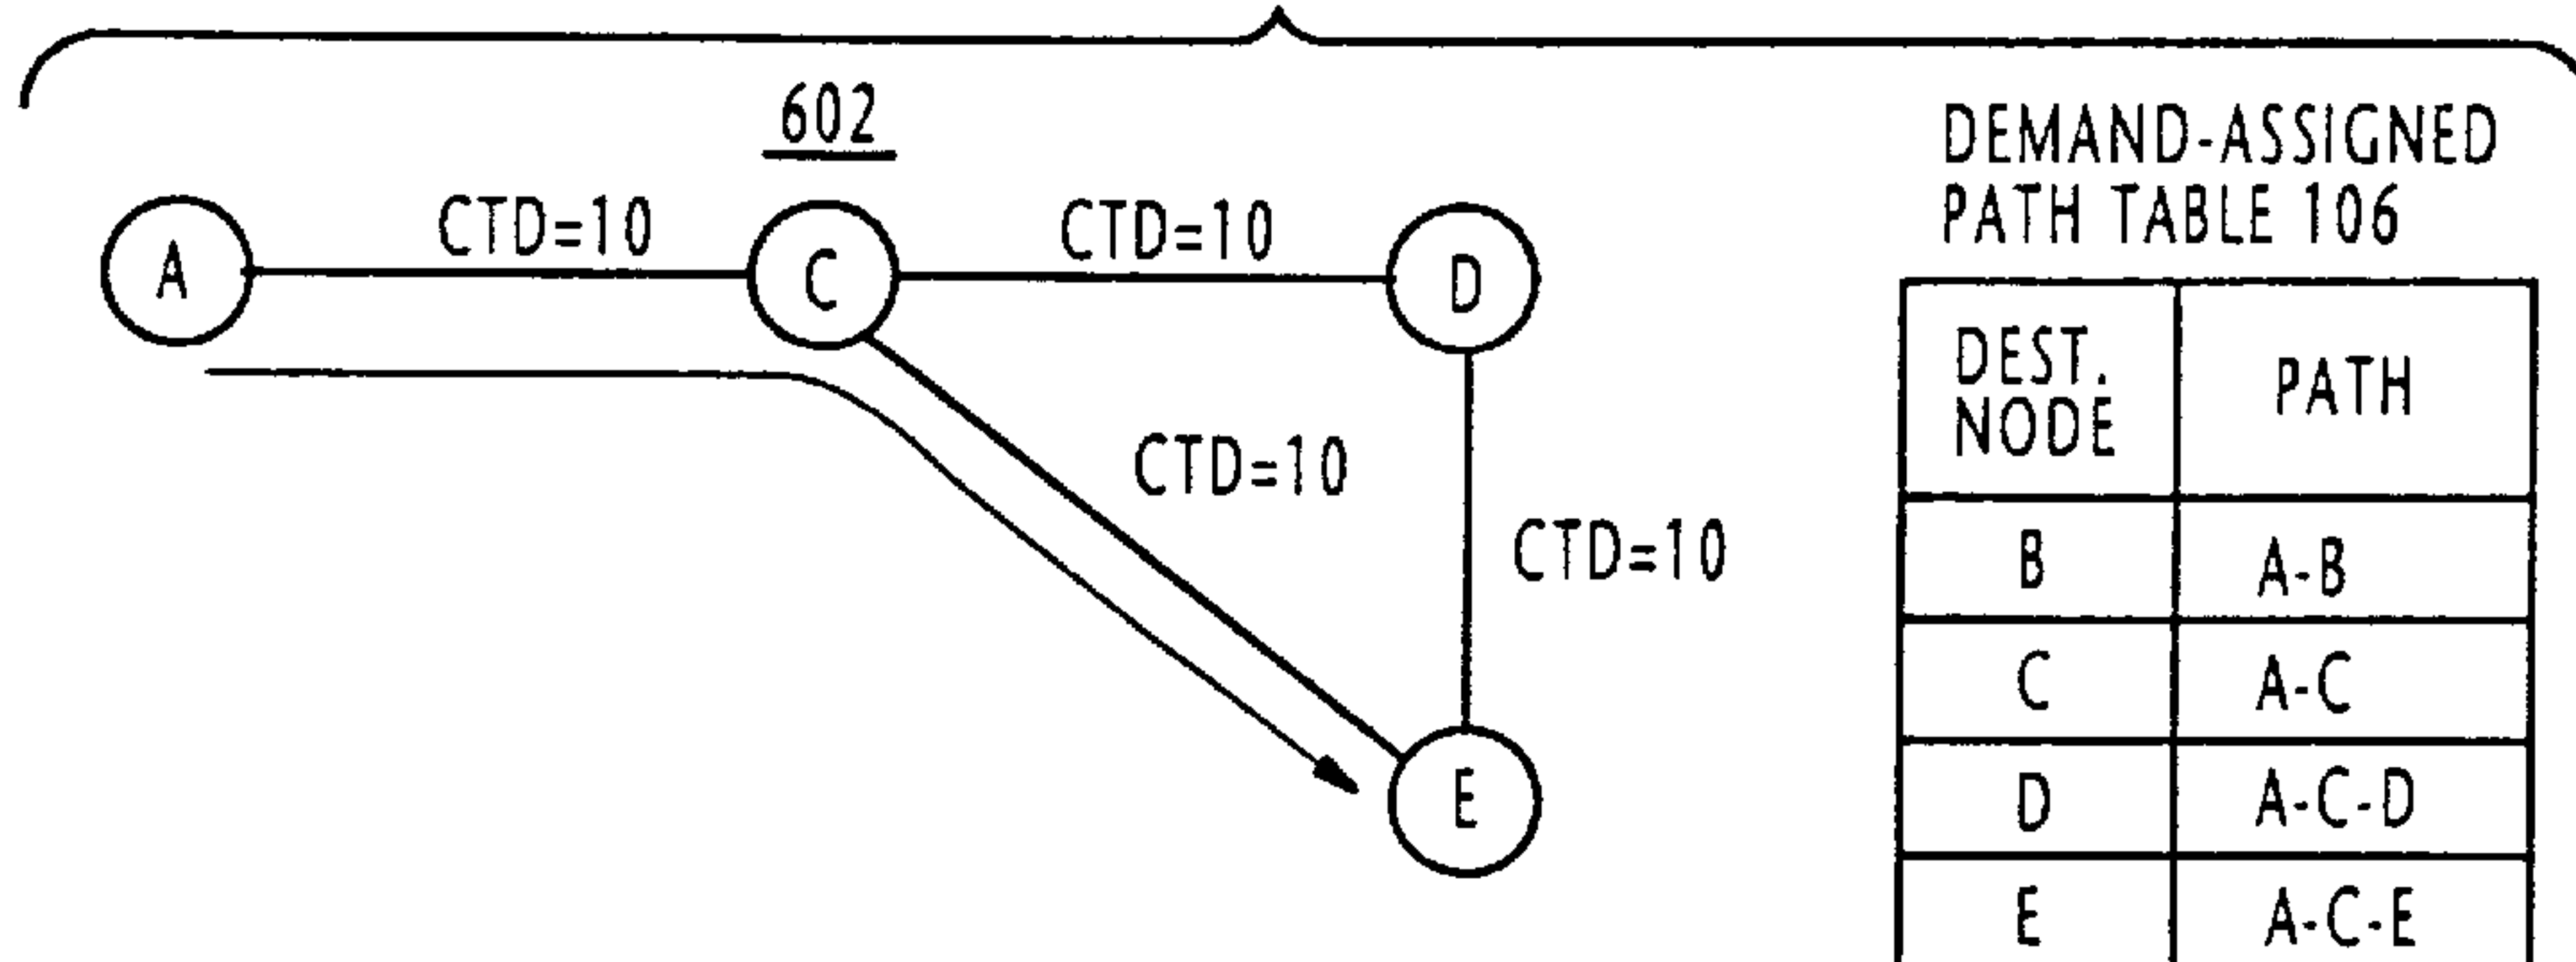 602
A
CTD=10
C
CTD=10
D
CTD=10
CTD=10
E
DEMAND-ASSIGNED
PATH TABLE 106
DEST.
NODE
PATH
B
A-B
C
A-C
D
A-C-D
E
A-C-E